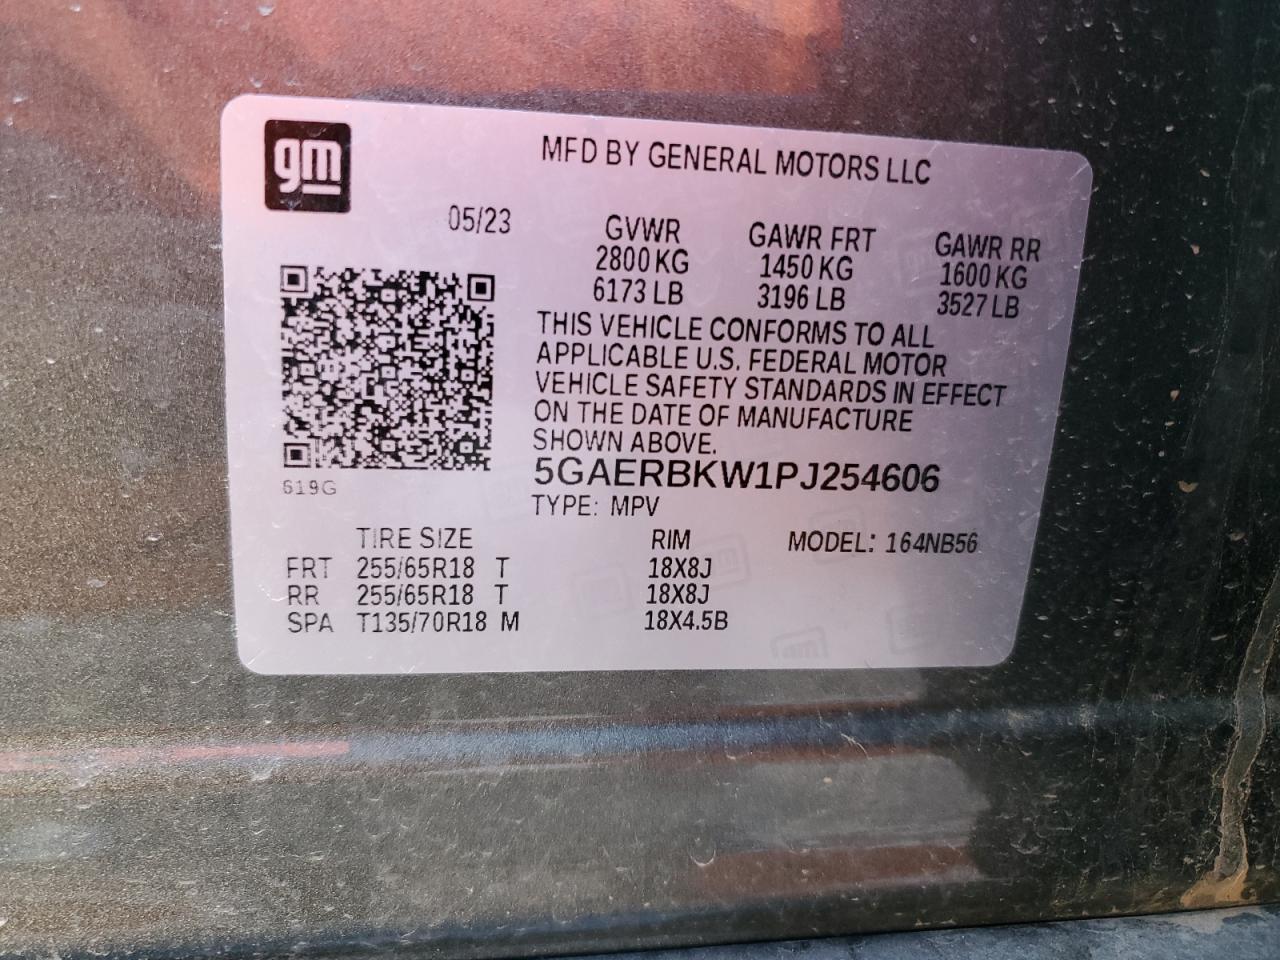 gm
MFD BY GENERAL MOTORS LLC
05/23 GVWR GAWR FRT GAWR RR
2800 KG 1450 KG 1600 KG
6173 LB 3196 LB 3527 LB
THIS VEHICLE CONFORMS TO ALL
APPLICABLE U.S. FEDERAL MOTOR
VEHICLE SAFETY STANDARDS IN EFFECT
ON THE DATE OF MANUFACTURE
SHOWN ABOVE.
5GAERBKW1PJ254606
619G
TYPE: MPV
TIRE SIZE RIM MODEL: 164NB56
FRT 255/65R18 T 18X8J
RR 255/65R18 T 18X8J
SPA T135/70R18 M 18X4.5B
gm